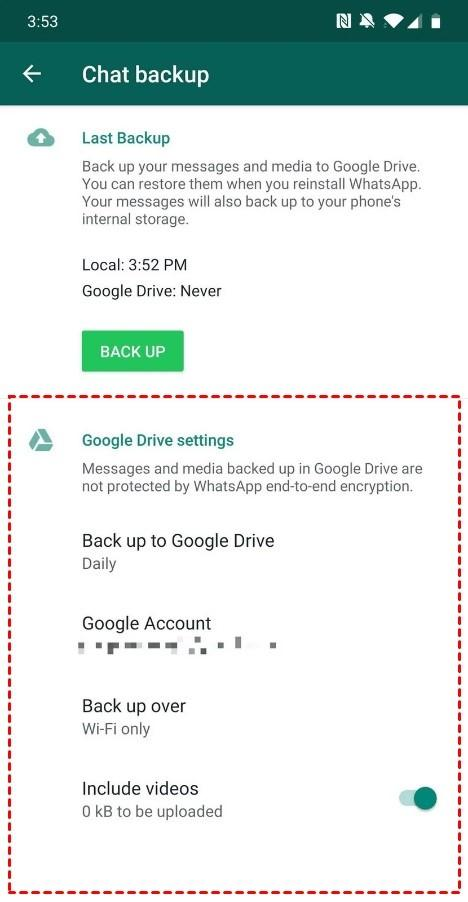 3:53
Chat backup
Last Backup
Back up your messages and media to Google Drive.
You can restore them when you reinstall WhatsApp.
Your messages will also back up to your phone's
internal storage.
Local: 3:52 PM
Google Drive: Never
BACK UP
Google Drive settings
Messages and media backed up in Google Drive are
not protected by WhatsApp end-to-end encryption.
Back up to Google Drive
Daily
Google Account
Back up over
Wi-Fi only
Include videos
0 kB to be uploaded